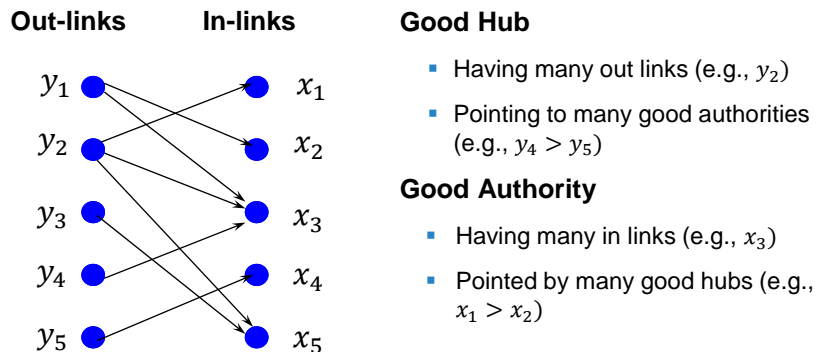 Out-links In-links
y₁ x₁
y₂ x₂
y₃ x₃
y₄ x₄
y₅ x₅
Good Hub
▪ Having many out links (e.g., y₂)
▪ Pointing to many good authorities
(e.g., y₄ > y₅)
Good Authority
▪ Having many in links (e.g., x₃)
▪ Pointed by many good hubs (e.g.,
x₁ > x₂)